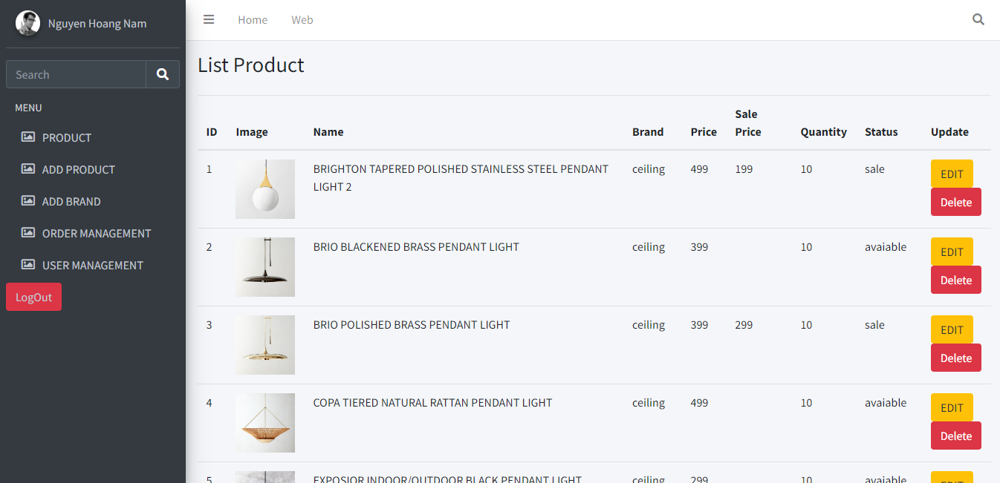 Nguyen Hoang Nam
Home
Web
Search
MENU
PRODUCT
ADD PRODUCT
ADD BRAND
ORDER MANAGEMENT
USER MANAGEMENT
LogOut
List Product
ID Image Name Brand Price Sale Price Quantity Status Update
1 BRIGHTON TAPERED POLISHED STAINLESS STEEL PENDANT ceiling 499 199 10 sale EDIT
LIGHT 2
Delete
2 BRIO BLACKENED BRASS PENDANT LIGHT ceiling 399 10 avaiable EDIT
Delete
3 BRIO POLISHED BRASS PENDANT LIGHT ceiling 399 299 10 sale EDIT
Delete
4 COPA TIERED NATURAL RATTAN PENDANT LIGHT ceiling 499 10 avaiable EDIT
Delete
5 EXPOSIOR INDOOR/OUTDOOR BLACK PENDANT LIGHT ceiling 299 10 avaiable EDIT